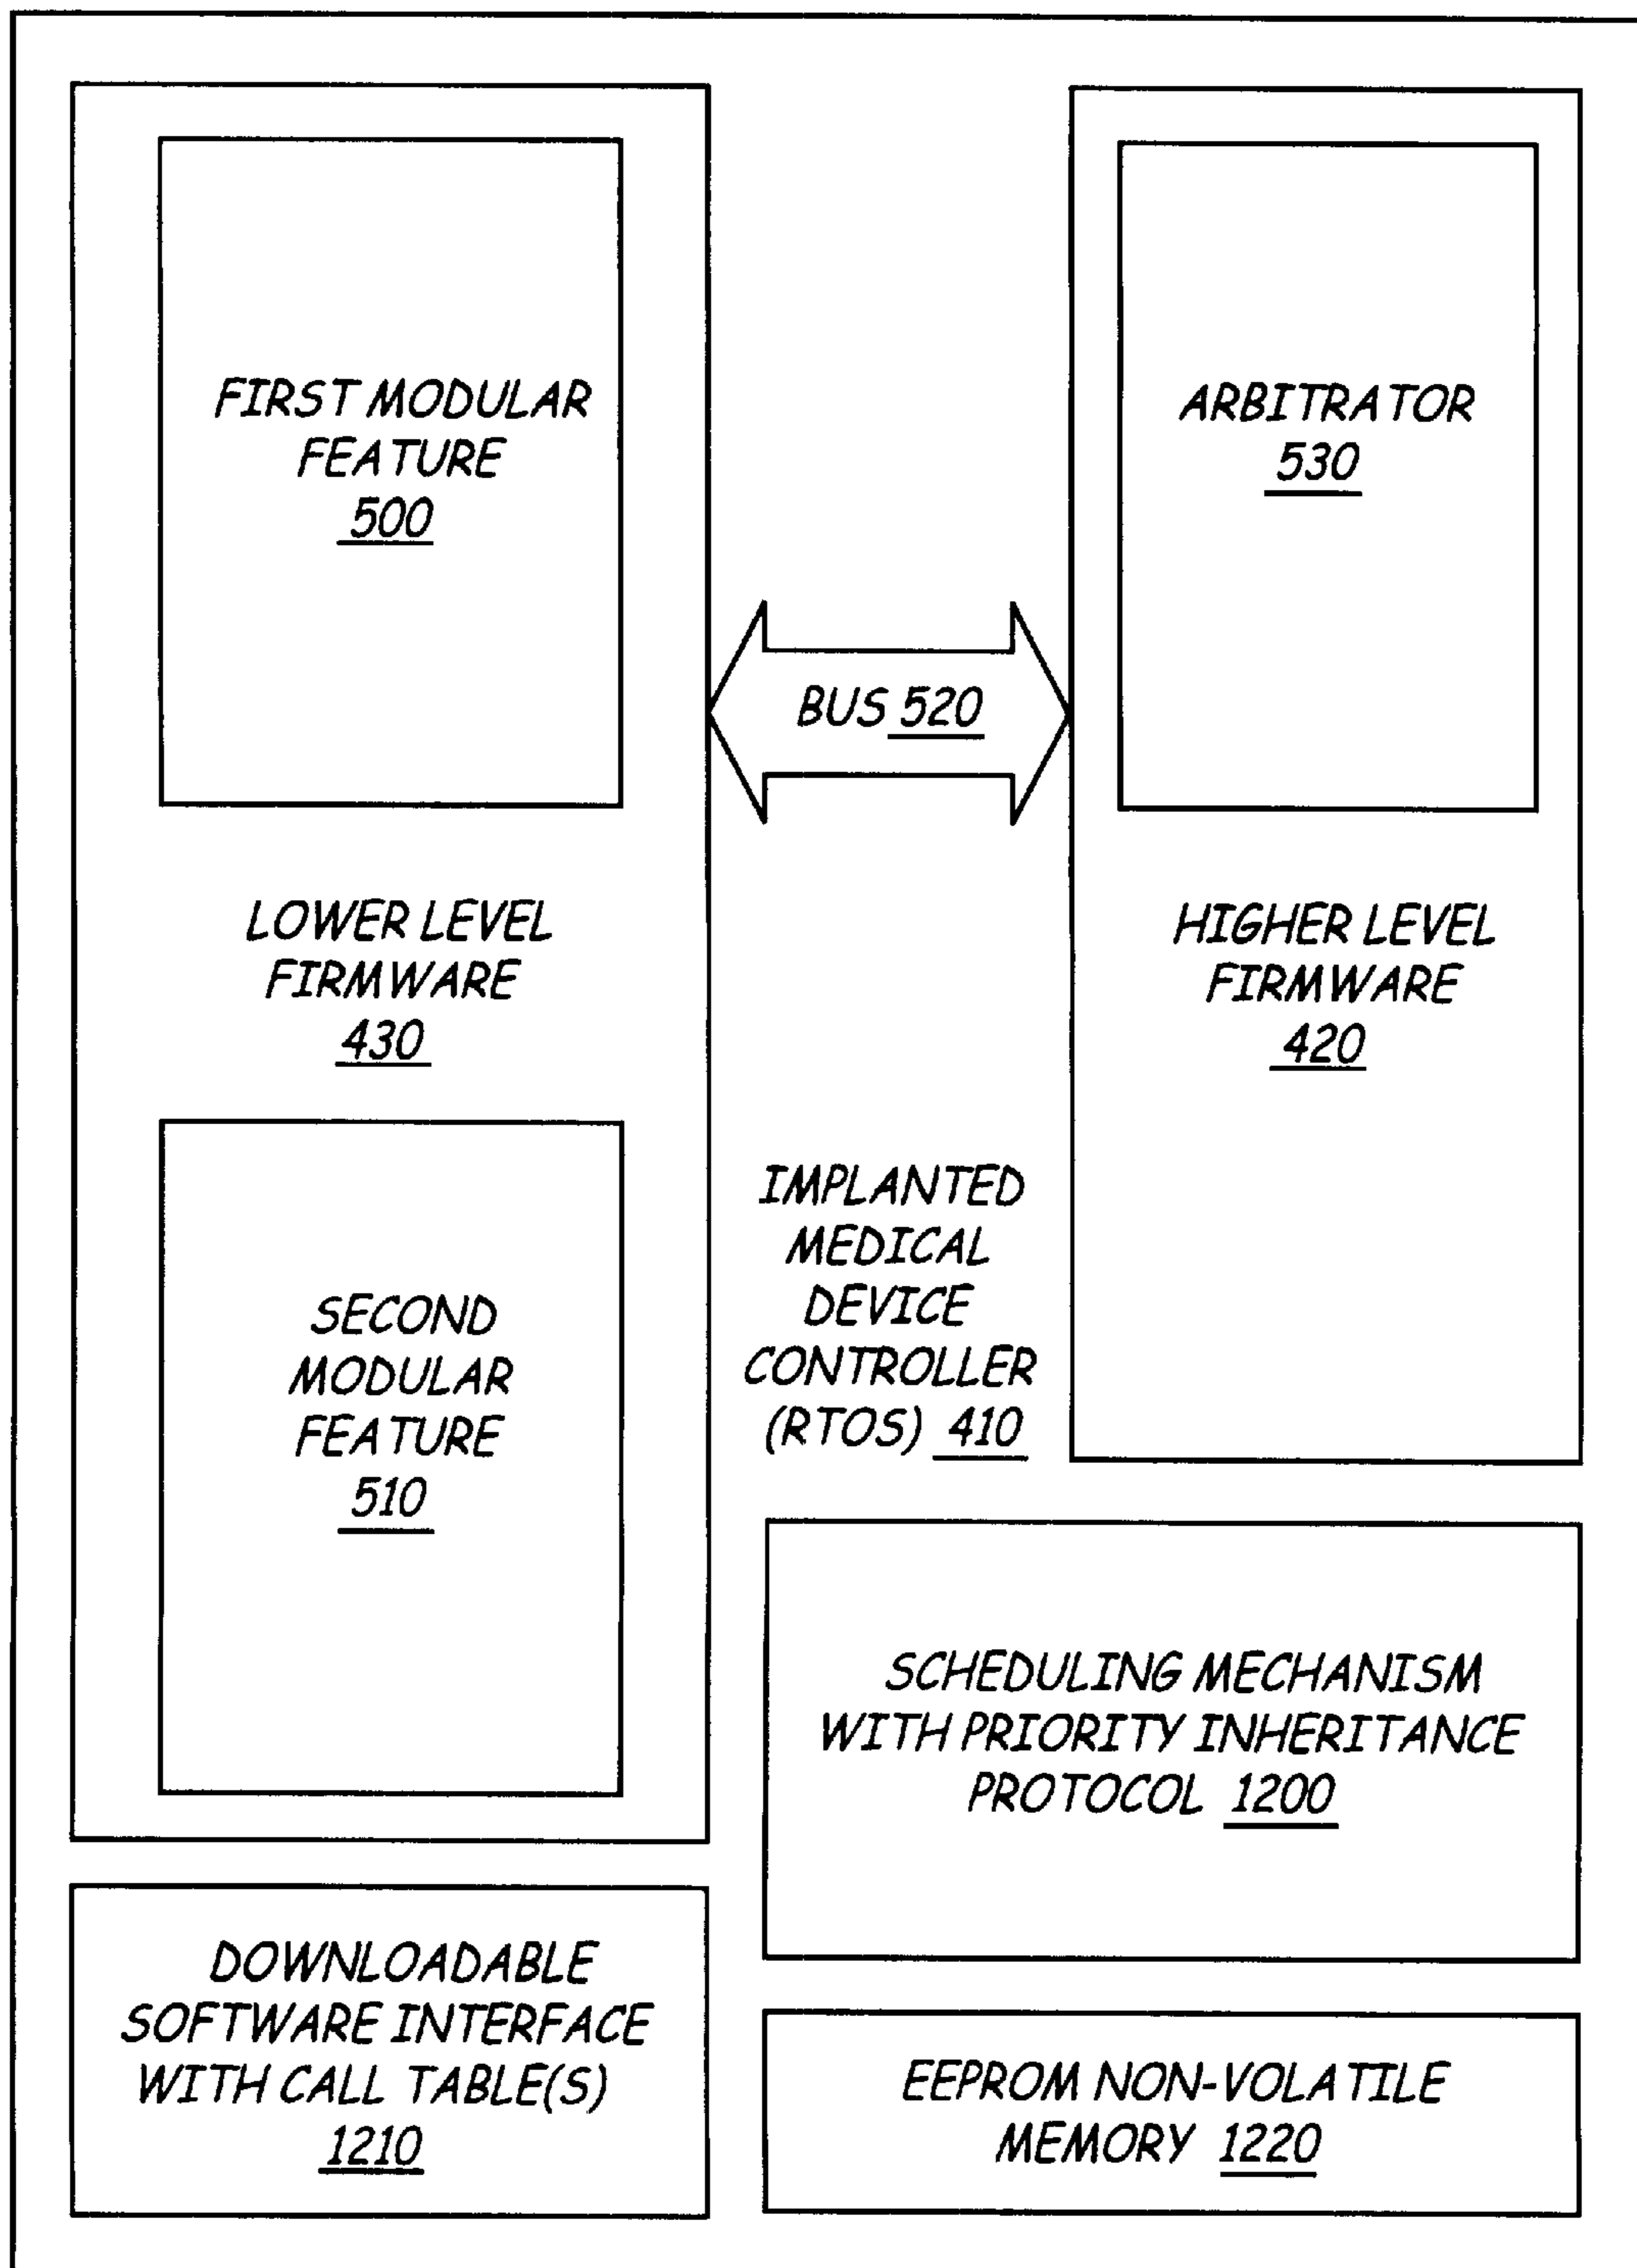 FIRST MODULAR
FEATURE
500
ARBITRATOR
530
BUS 520
LOWER LEVEL
FIRMWARE
430
HIGHER LEVEL
FIRMWARE
420
SECOND
MODULAR
FEATURE
510
IMPLANTED
MEDICAL
DEVICE
CONTROLLER
(RTOS) 410
SCHEDULING MECHANISM
WITH PRIORITY INHERITANCE
PROTOCOL 1200
DOWNLOADABLE
SOFTWARE INTERFACE
WITH CALL TABLE(S)
1210
EEPROM NON-VOLATILE
MEMORY 1220